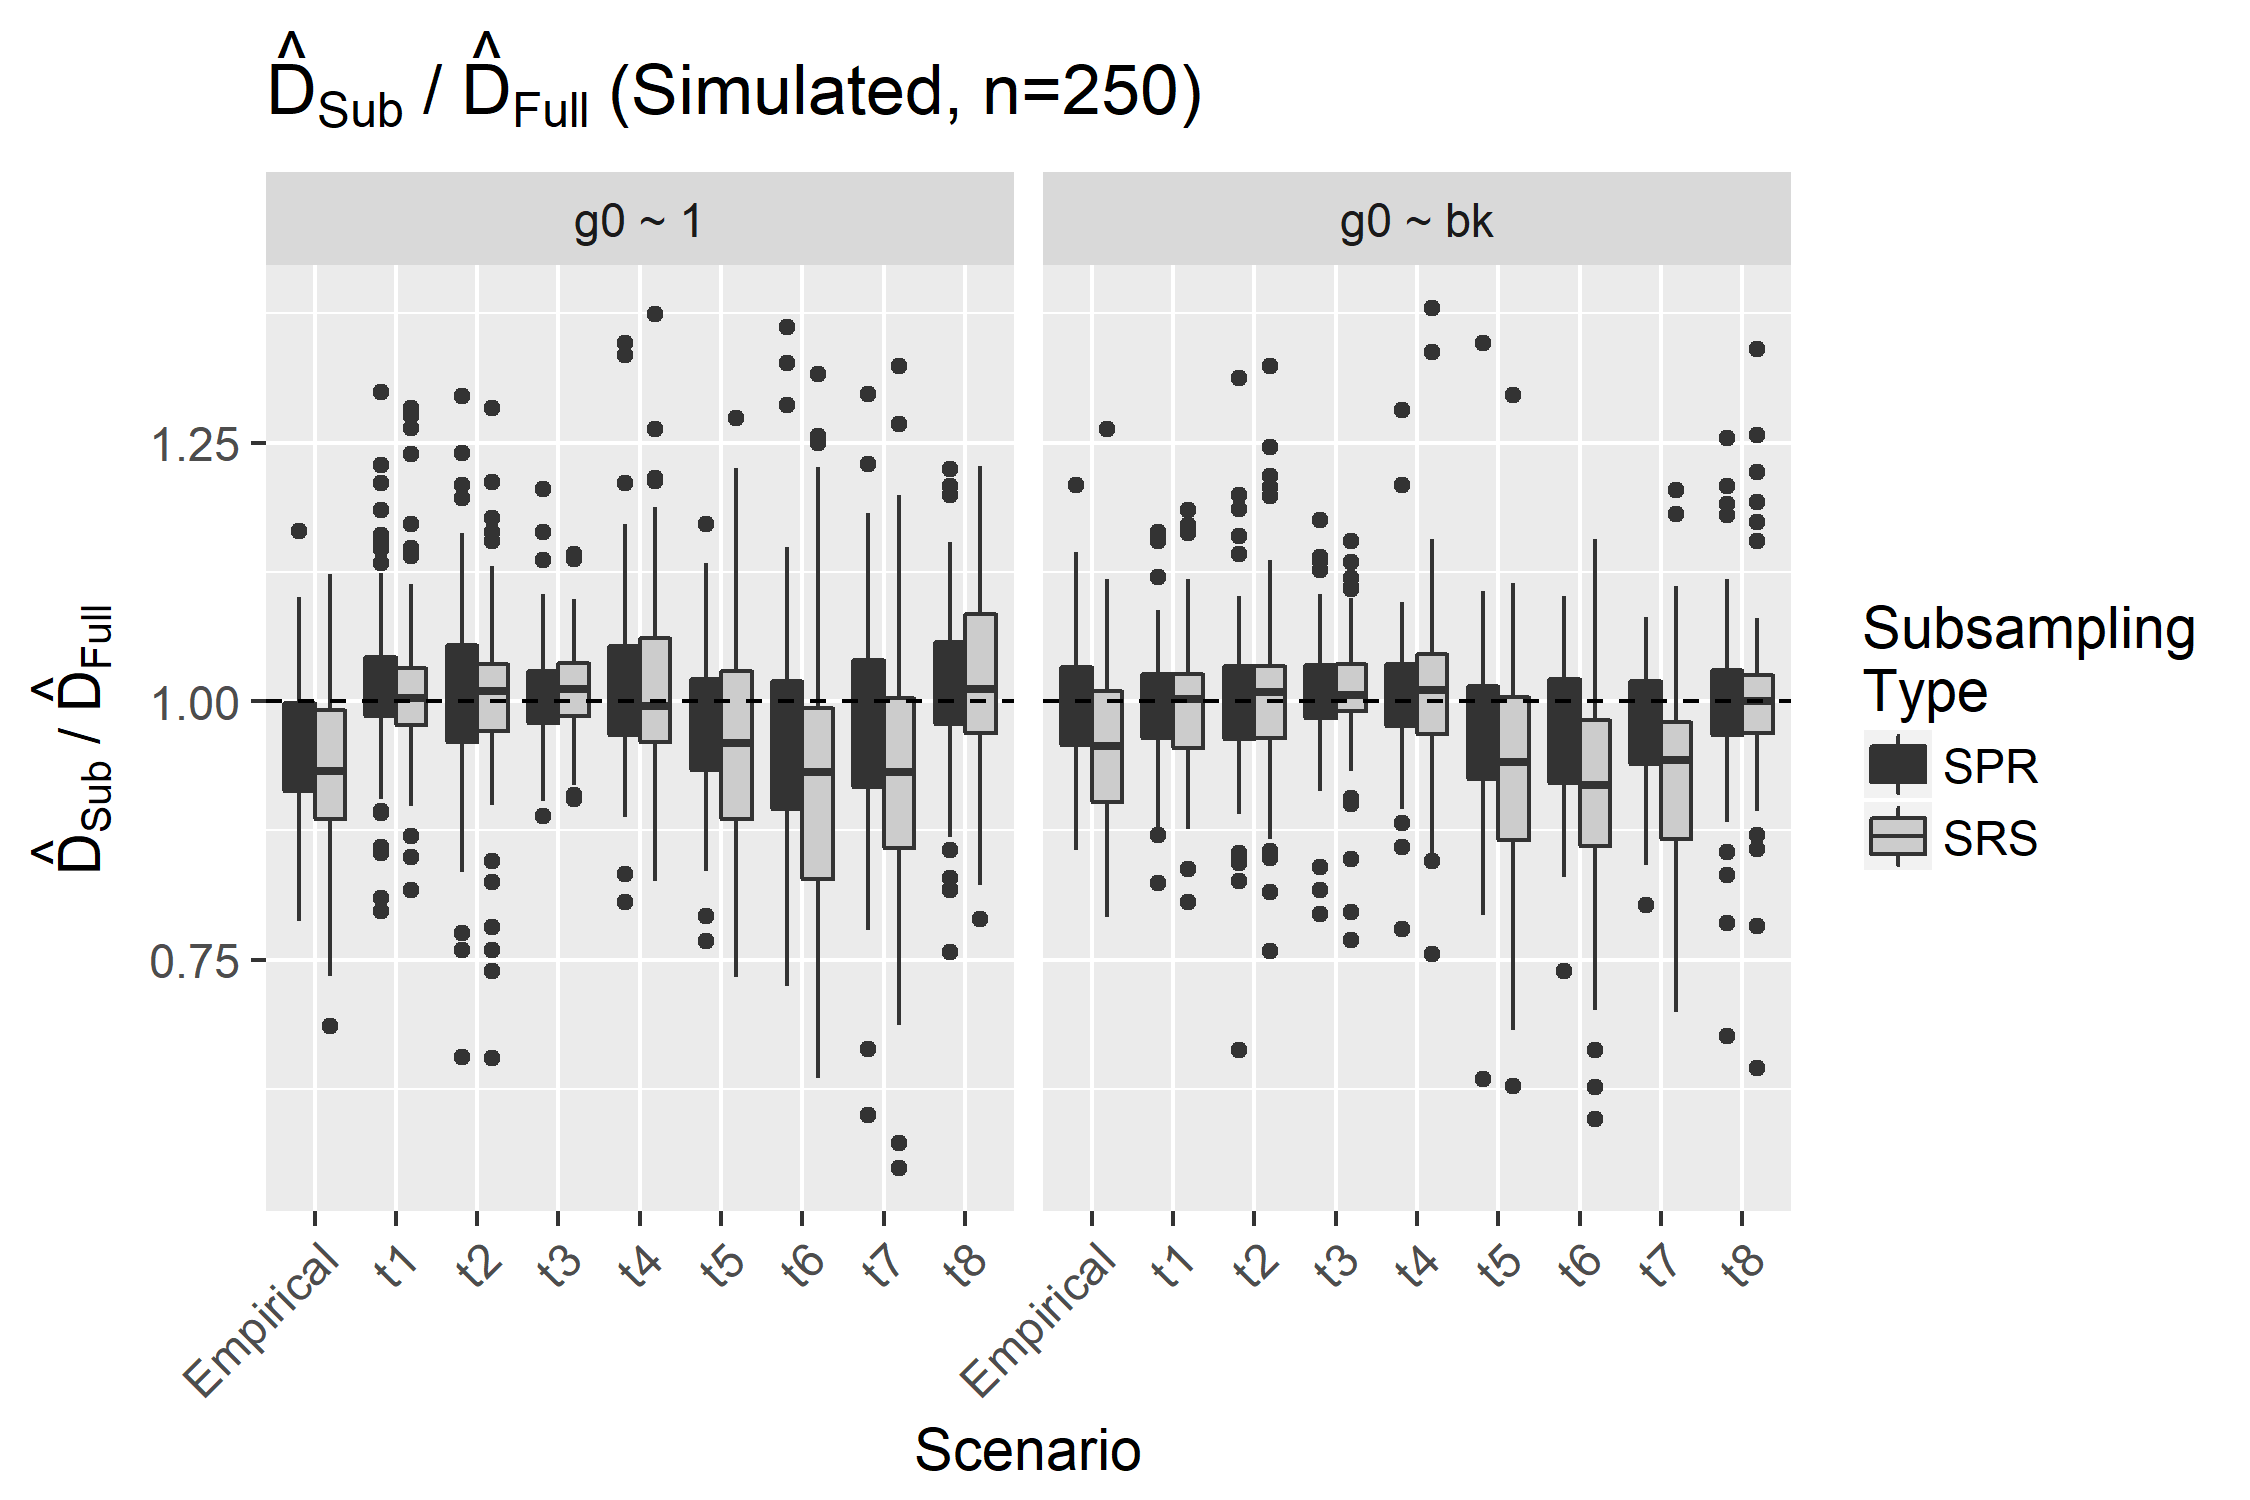 D̂Sub / D̂Full (Simulated, n=250)
g0 ~ 1
g0 ~ bk
1.25
1.00
0.75
D̂Sub / D̂Full
Empirical
t1
t2
t3
t4
t5
t6
t7
t8
Empirical
t1
t2
t3
t4
t5
t6
t7
t8
Scenario
Subsampling
Type
SPR
SRS